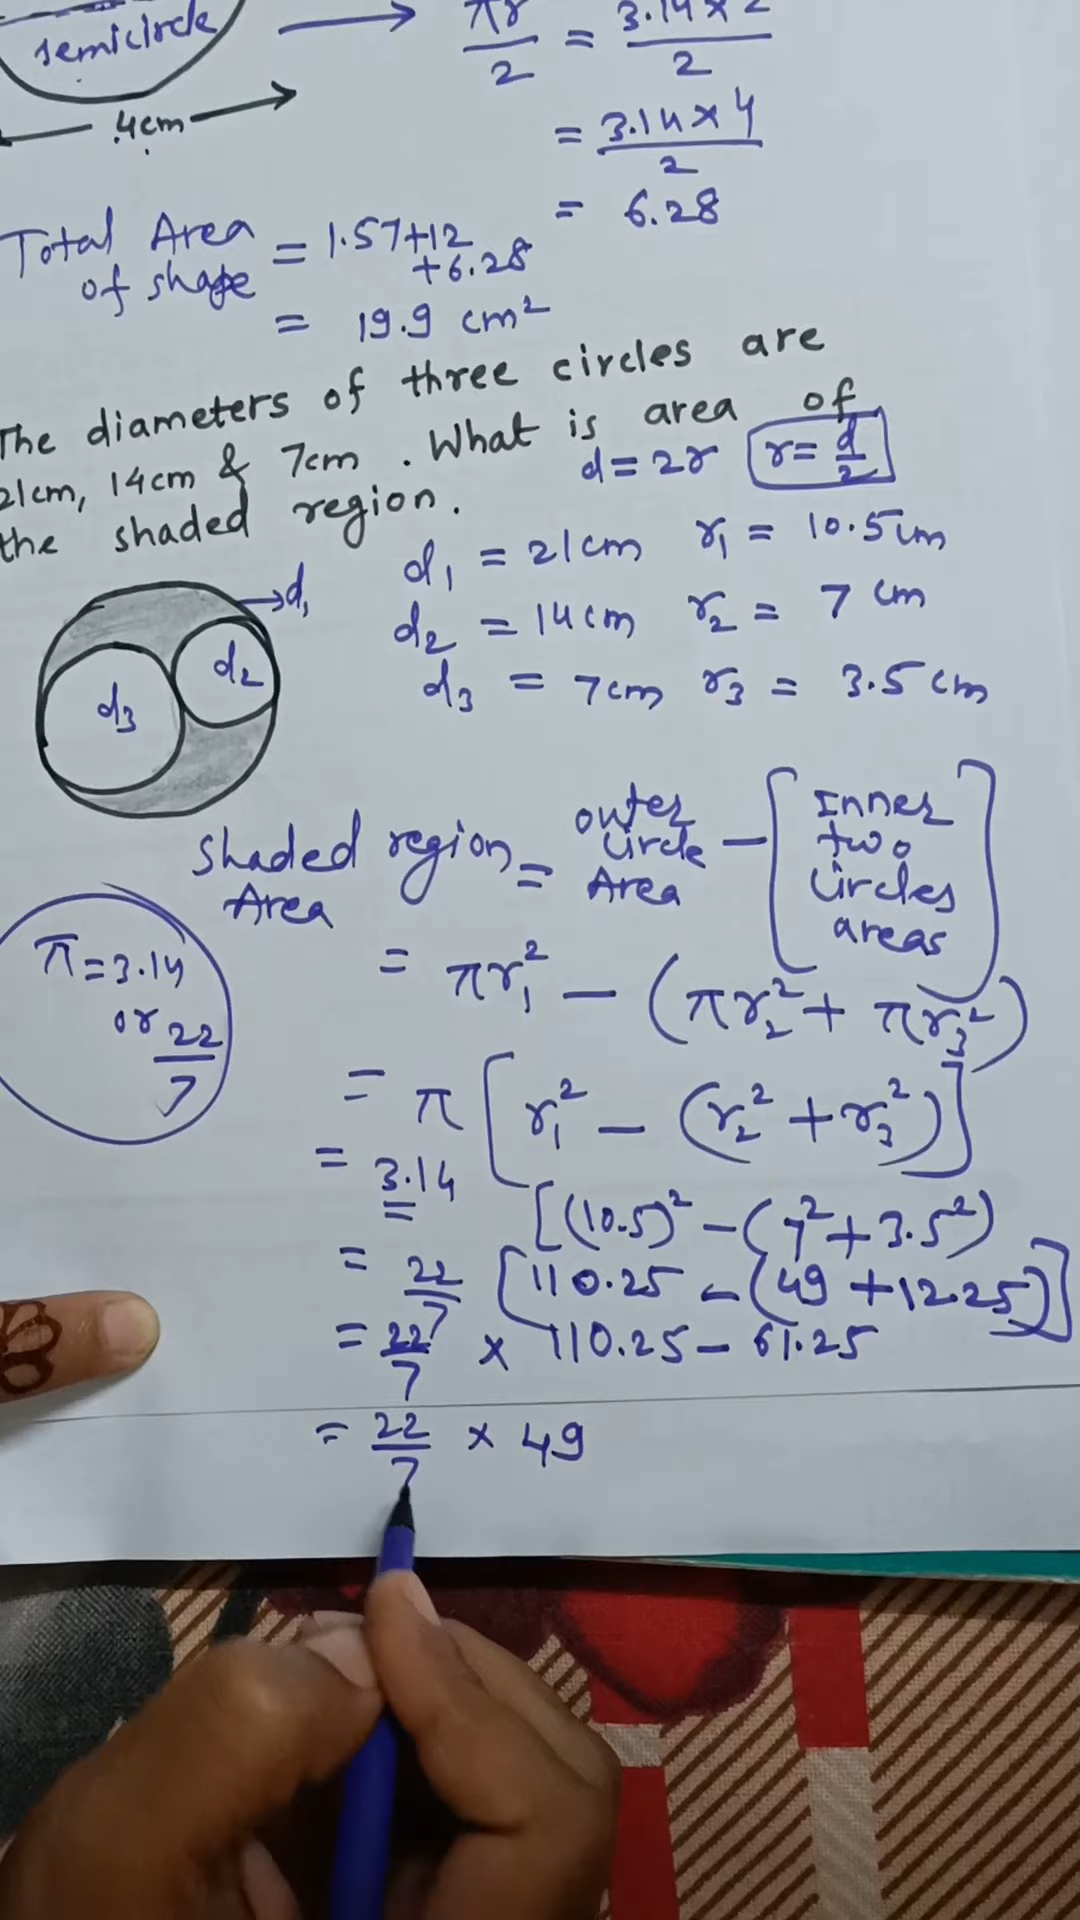 semicircle
πr²/2 = 3.14 × 2²/2
4cm
= 3.14 × 4/2
= 6.28
Total Area of shape = 1.57+12+6.28
= 19.9 cm²
The diameters of three circles are
21cm, 14cm & 7cm. What is area of
the shaded region.
d = 2r r = d/2
d₁ = 21cm r₁ = 10.5cm
d₂ = 14cm r₂ = 7 cm
d₃ = 7cm r₃ = 3.5 cm
d₁
d₂
d₃
Shaded region Area = outer circle Area − [Inner two circles areas]
π = 3.14 or 22/7
= πr₁² − (πr₂² + πr₃²)
= π [r₁² − (r₂² + r₃²)]
= 3.14 [(10.5)² − (7² + 3.5²)
= 22/7 [110.25 − (49 + 12.25)]
= 22/7 × 110.25 − 61.25
= 22/7 × 49